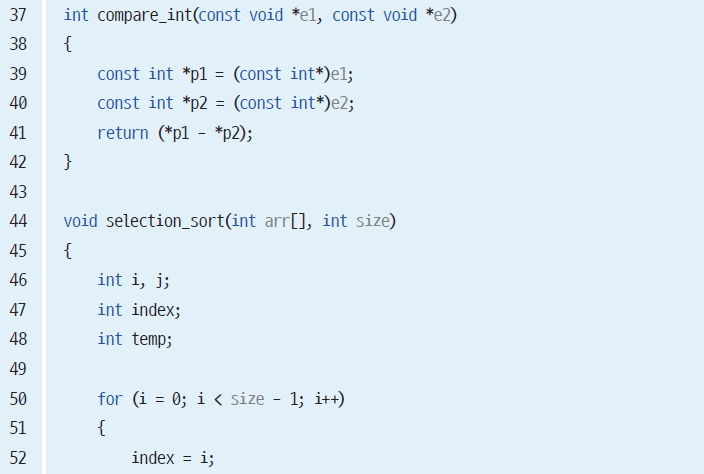 37 int compare_int(const void *e1, const void *e2)
38 {
39     const int *p1 = (const int*)e1;
40     const int *p2 = (const int*)e2;
41     return (*p1 - *p2);
42 }
43
44 void selection_sort(int arr[], int size)
45 {
46     int i, j;
47     int index;
48     int temp;
49
50     for (i = 0; i < size - 1; i++)
51     {
52         index = i;